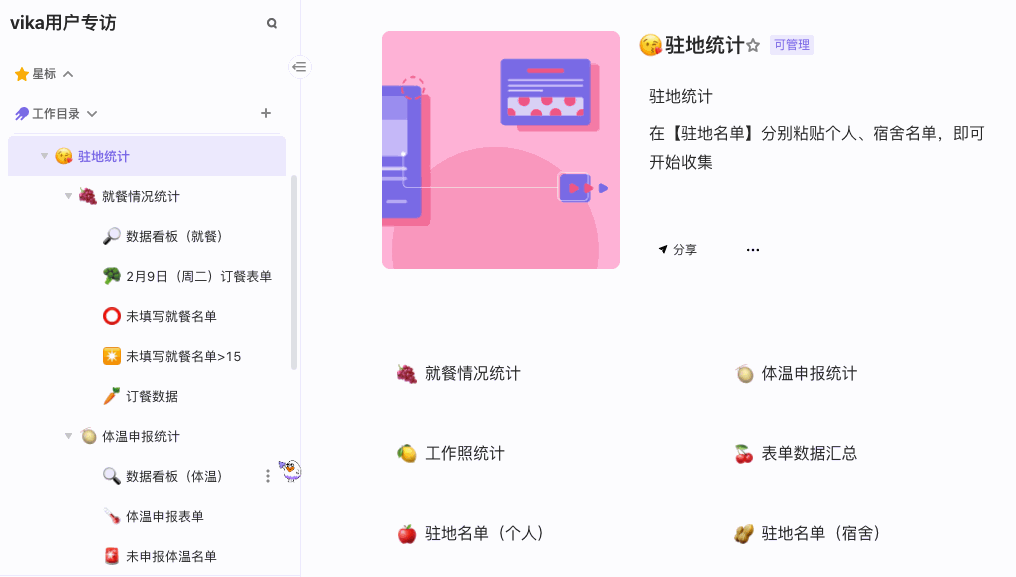 vika用户专访
星标
工作目录
驻地统计
就餐情况统计
数据看板（就餐）
2月9日（周二）订餐表单
未填写就餐名单
未填写就餐名单>15
订餐数据
体温申报统计
数据看板（体温）
体温申报表单
未申报体温名单
驻地统计
可管理
驻地统计
在【驻地名单】分别粘贴个人、宿舍名单，即可
开始收集
分享
就餐情况统计
体温申报统计
工作照统计
表单数据汇总
驻地名单（个人）
驻地名单（宿舍）